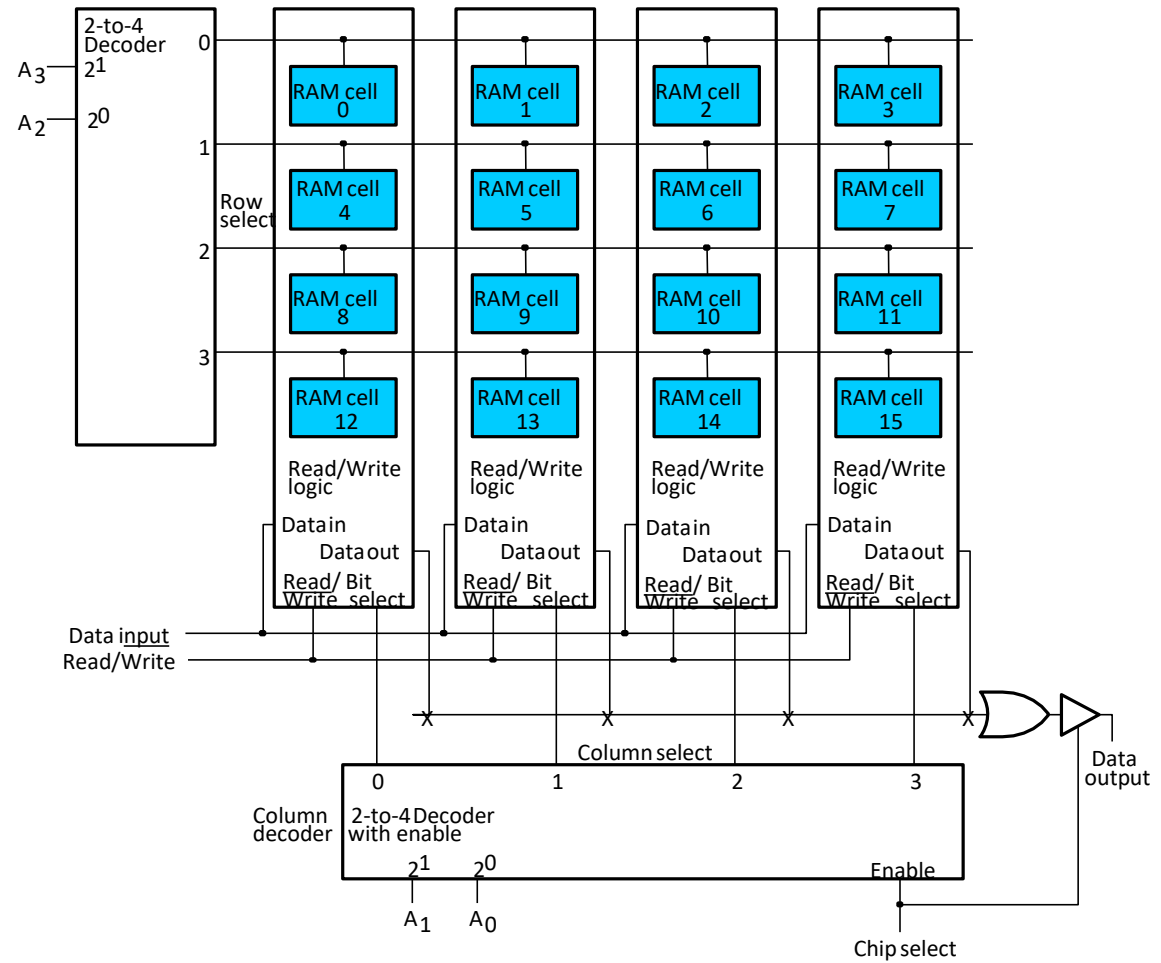 2-to-4
Decoder
A3
2^1
A2
2^0
0
1
2
3
Row
select
RAM cell
0
RAM cell
1
RAM cell
2
RAM cell
3
RAM cell
4
RAM cell
5
RAM cell
6
RAM cell
7
RAM cell
8
RAM cell
9
RAM cell
10
RAM cell
11
RAM cell
12
RAM cell
13
RAM cell
14
RAM cell
15
Read/Write
logic
Read/Write
logic
Read/Write
logic
Read/Write
logic
Data in
Data in
Data in
Data in
Data out
Data out
Data out
Data out
Read/ Bit
Write select
Read/ Bit
Write select
Read/ Bit
Write select
Read/ Bit
Write select
Data input
Read/Write
X X X X
Data
output
Column select
0 1 2 3
Column
decoder
2-to-4 Decoder
with enable
2^1 2^0
Enable
A1 A0
Chip select